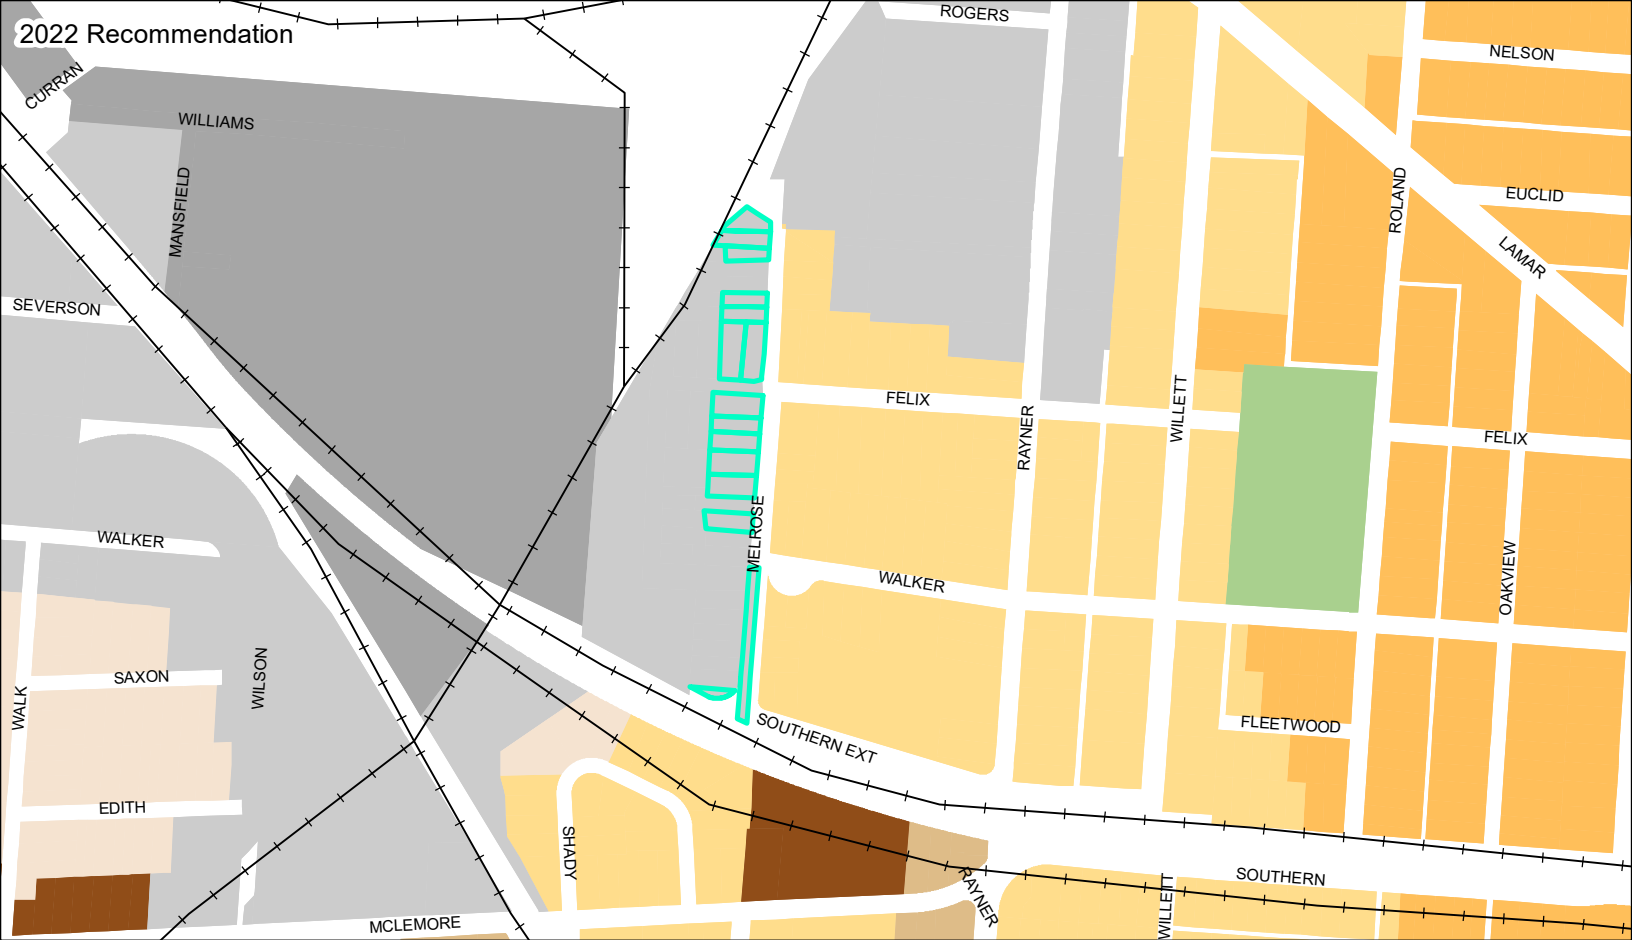 2022 Recommendation
ROGERS
NELSON
CURRAN
WILLIAMS
MANSFIELD
ROLAND
EUCLID
LAMAR
SEVERSON
FELIX
RAYNER
WILLETT
FELIX
WALKER
MELROSE
WALKER
OAKVIEW
WALK
SAXON
WILSON
SOUTHERN EXT
FLEETWOOD
EDITH
SHADY
RAYNER
WILLETT
SOUTHERN
MCLEMORE